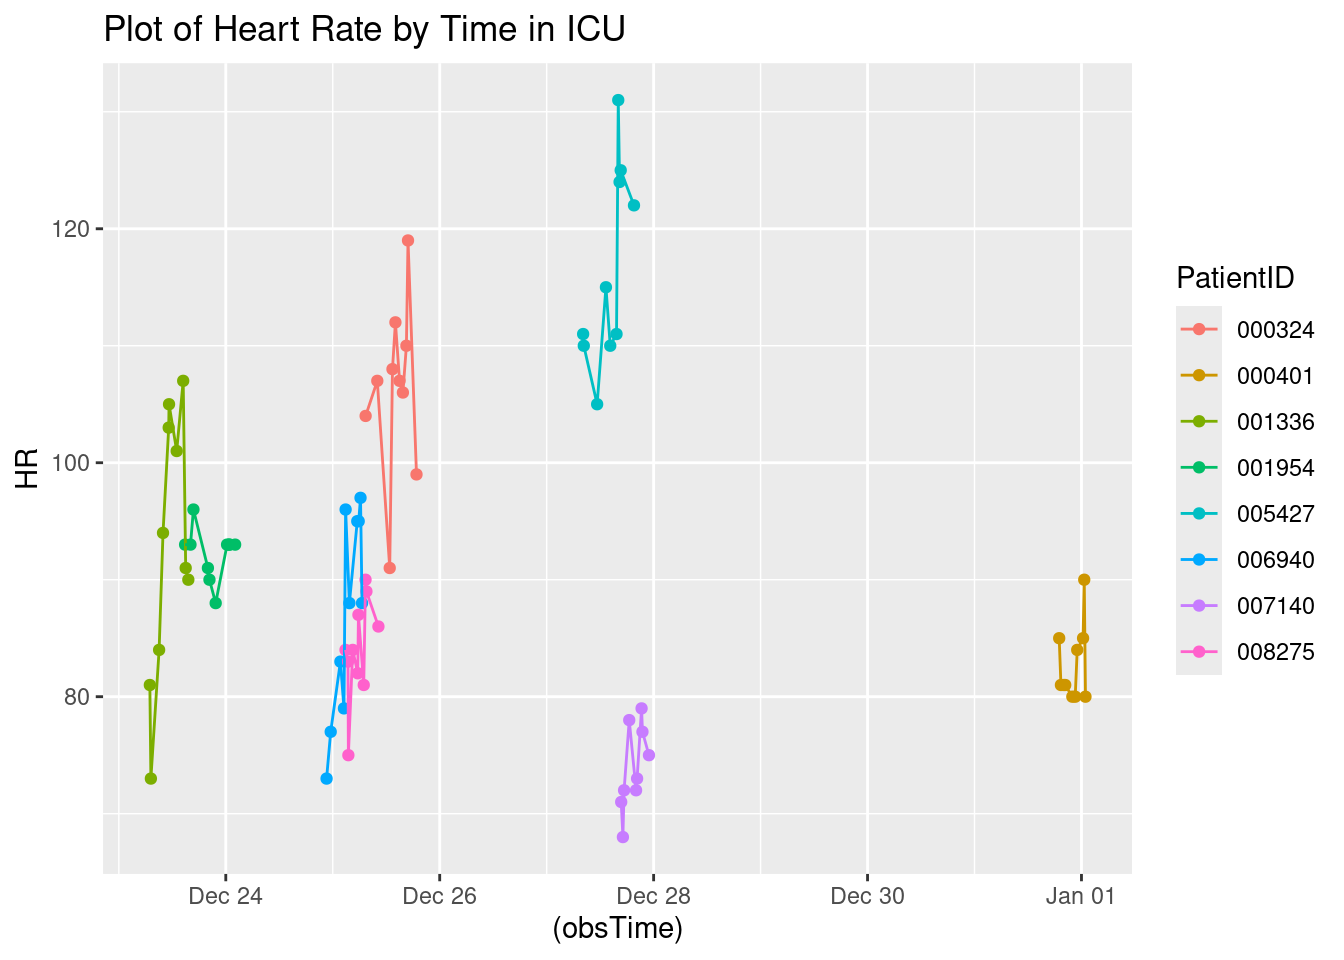 Plot of Heart Rate by Time in ICU
120
100
80
HR
Dec 24
Dec 26
Dec 28
Dec 30
Jan 01
(obsTime)
PatientID
000324
000401
001336
001954
005427
006940
007140
008275